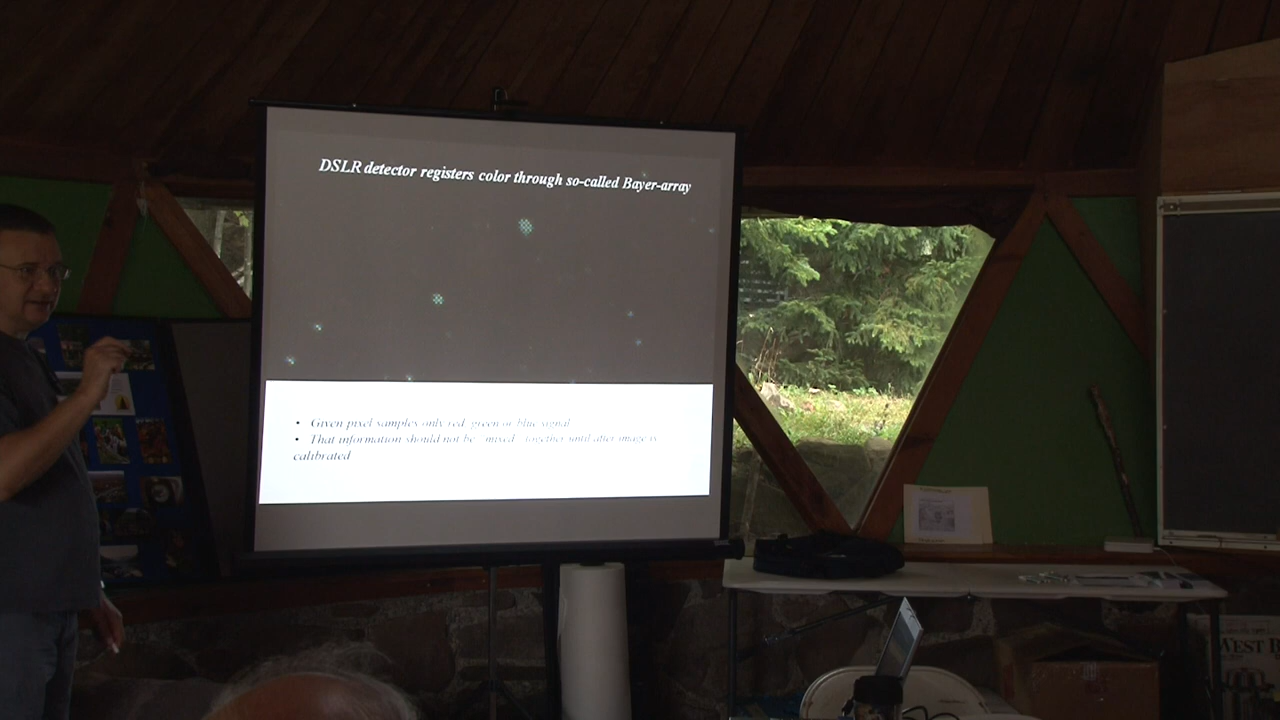 DSLR detector registers color through so-called Bayer-array
• Given pixel samples only red, green or blue signal
• That information should not be "mixed" together until after image is
calibrated
WEST